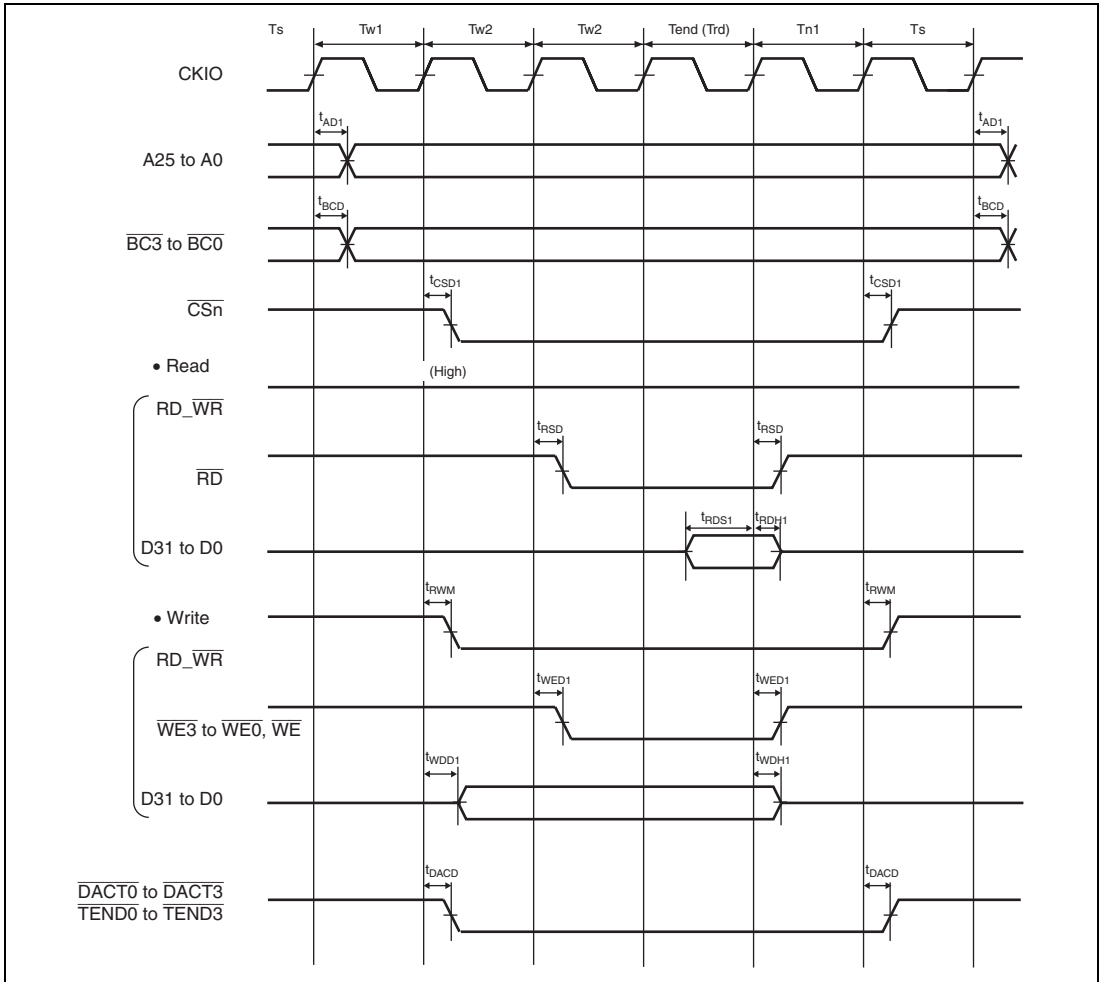 Ts Tw1 Tw2 Tw2 Tend (Trd) Tn1 Ts
CKIO
tAD1 tAD1
A25 to A0
tBCD tBCD
BC3 to BC0
tCSD1 tCSD1
CSn
• Read (High)
RD_WR
tRSD tRSD
RD
tRDS1 tRDH1
D31 to D0
tRWM tRWM
• Write
RD_WR
tWED1 tWED1
WE3 to WE0, WE
tWDD1 tWDH1
D31 to D0
tDACD tDACD
DACT0 to DACT3
TEND0 to TEND3